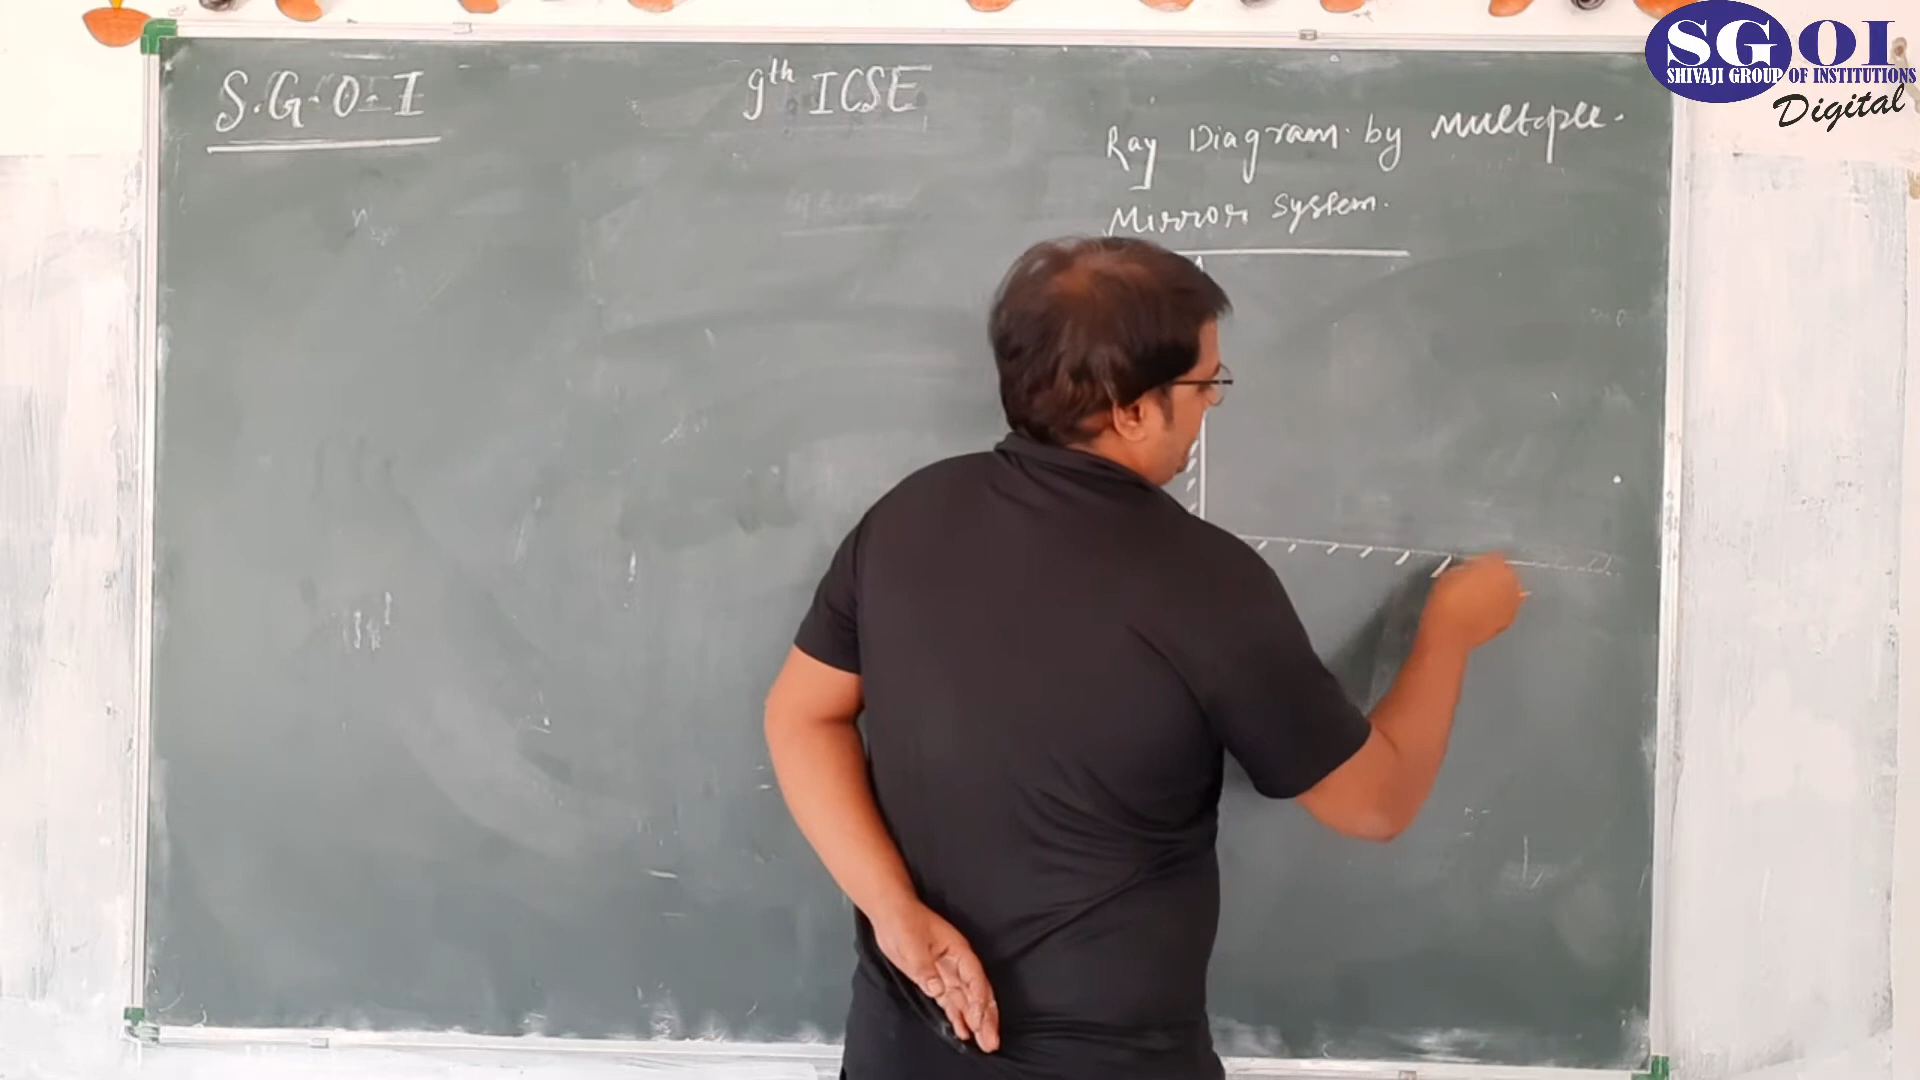 S.G.O.I
9th ICSE
Ray Diagram by Multiple.
Mirror System.
SGOI
SHIVAJI GROUP OF INSTITUTIONS
Digital